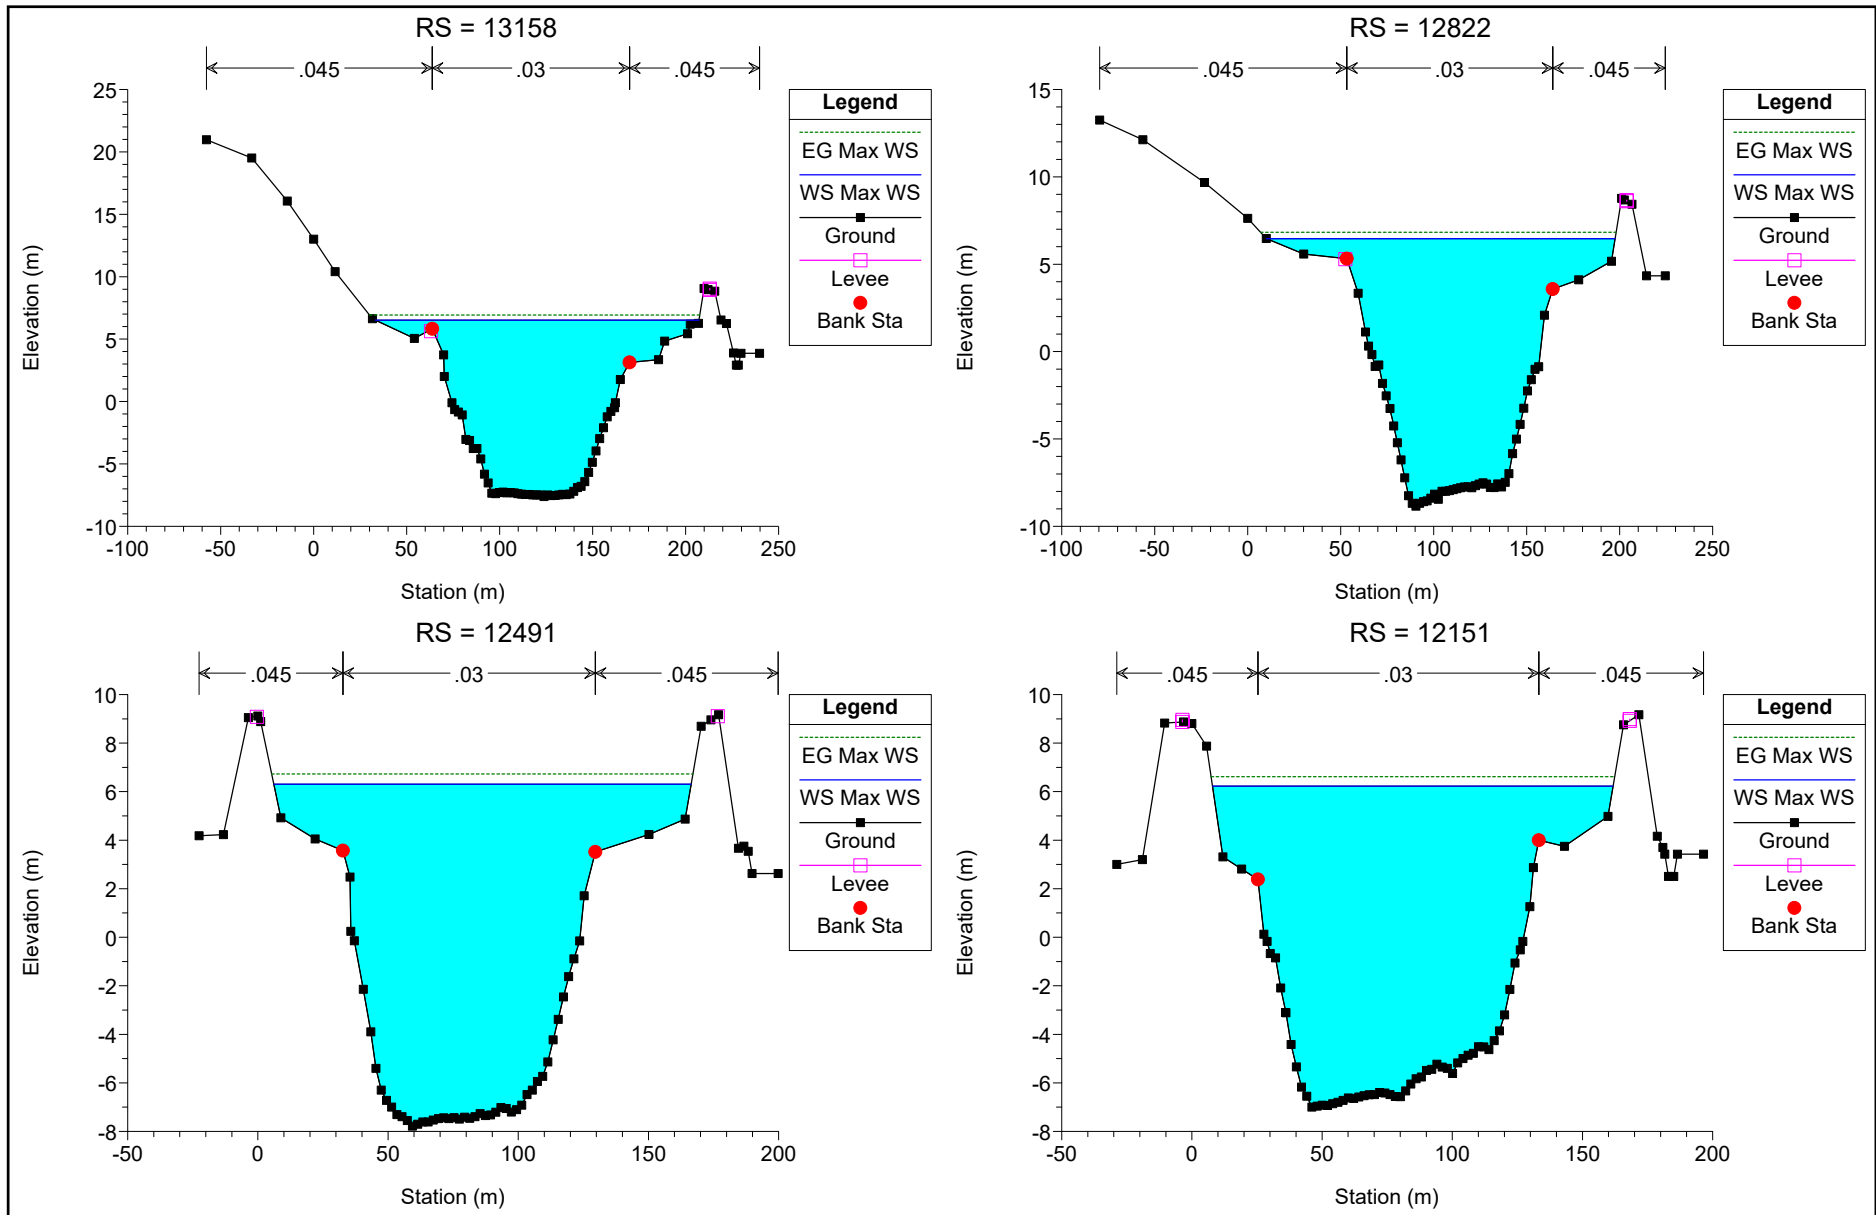 RS = 13158
.045 .03 .045
25
20
15
10
5
0
-5
-10
-100 -50 0 50 100 150 200 250
Elevation (m)
Station (m)
Legend
EG Max WS
WS Max WS
Ground
Levee
Bank Sta
RS = 12822
.045 .03 .045
15
10
5
0
-5
-10
-100 -50 0 50 100 150 200 250
Elevation (m)
Station (m)
Legend
EG Max WS
WS Max WS
Ground
Levee
Bank Sta
RS = 12491
.045 .03 .045
10
8
6
4
2
0
-2
-4
-6
-8
-50 0 50 100 150 200
Elevation (m)
Station (m)
Legend
EG Max WS
WS Max WS
Ground
Levee
Bank Sta
RS = 12151
.045 .03 .045
10
8
6
4
2
0
-2
-4
-6
-8
-50 0 50 100 150 200
Elevation (m)
Station (m)
Legend
EG Max WS
WS Max WS
Ground
Levee
Bank Sta